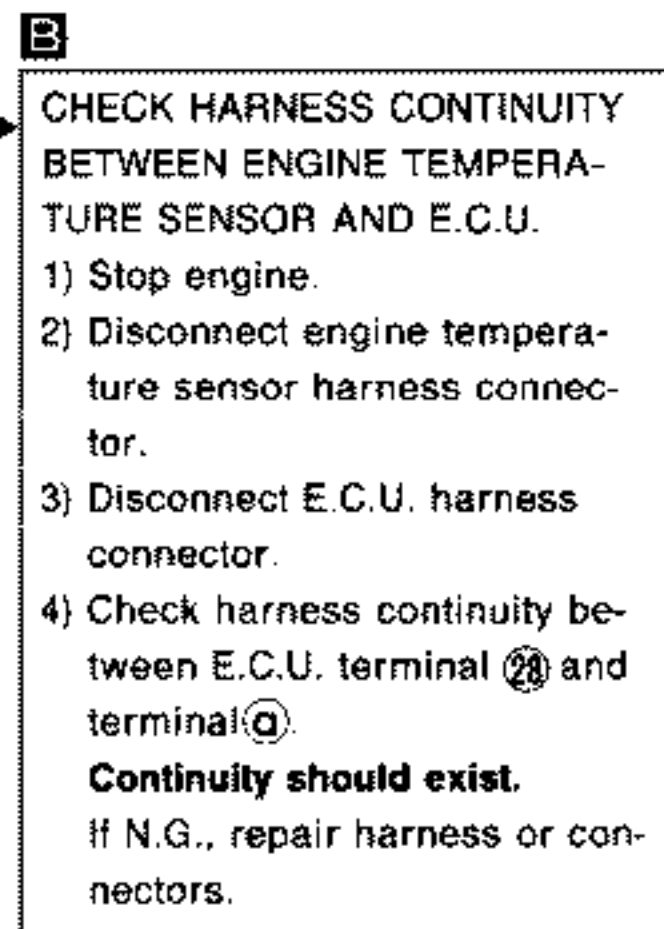 B
CHECK HARNESS CONTINUITY
BETWEEN ENGINE TEMPERA-
TURE SENSOR AND E.C.U.
1) Stop engine.
2) Disconnect engine tempera-
ture sensor harness connec-
tor.
3) Disconnect E.C.U. harness
connector.
4) Check harness continuity be-
tween E.C.U. terminal ㉘ and
terminal ⓐ.
Continuity should exist.
If N.G., repair harness or con-
nectors.